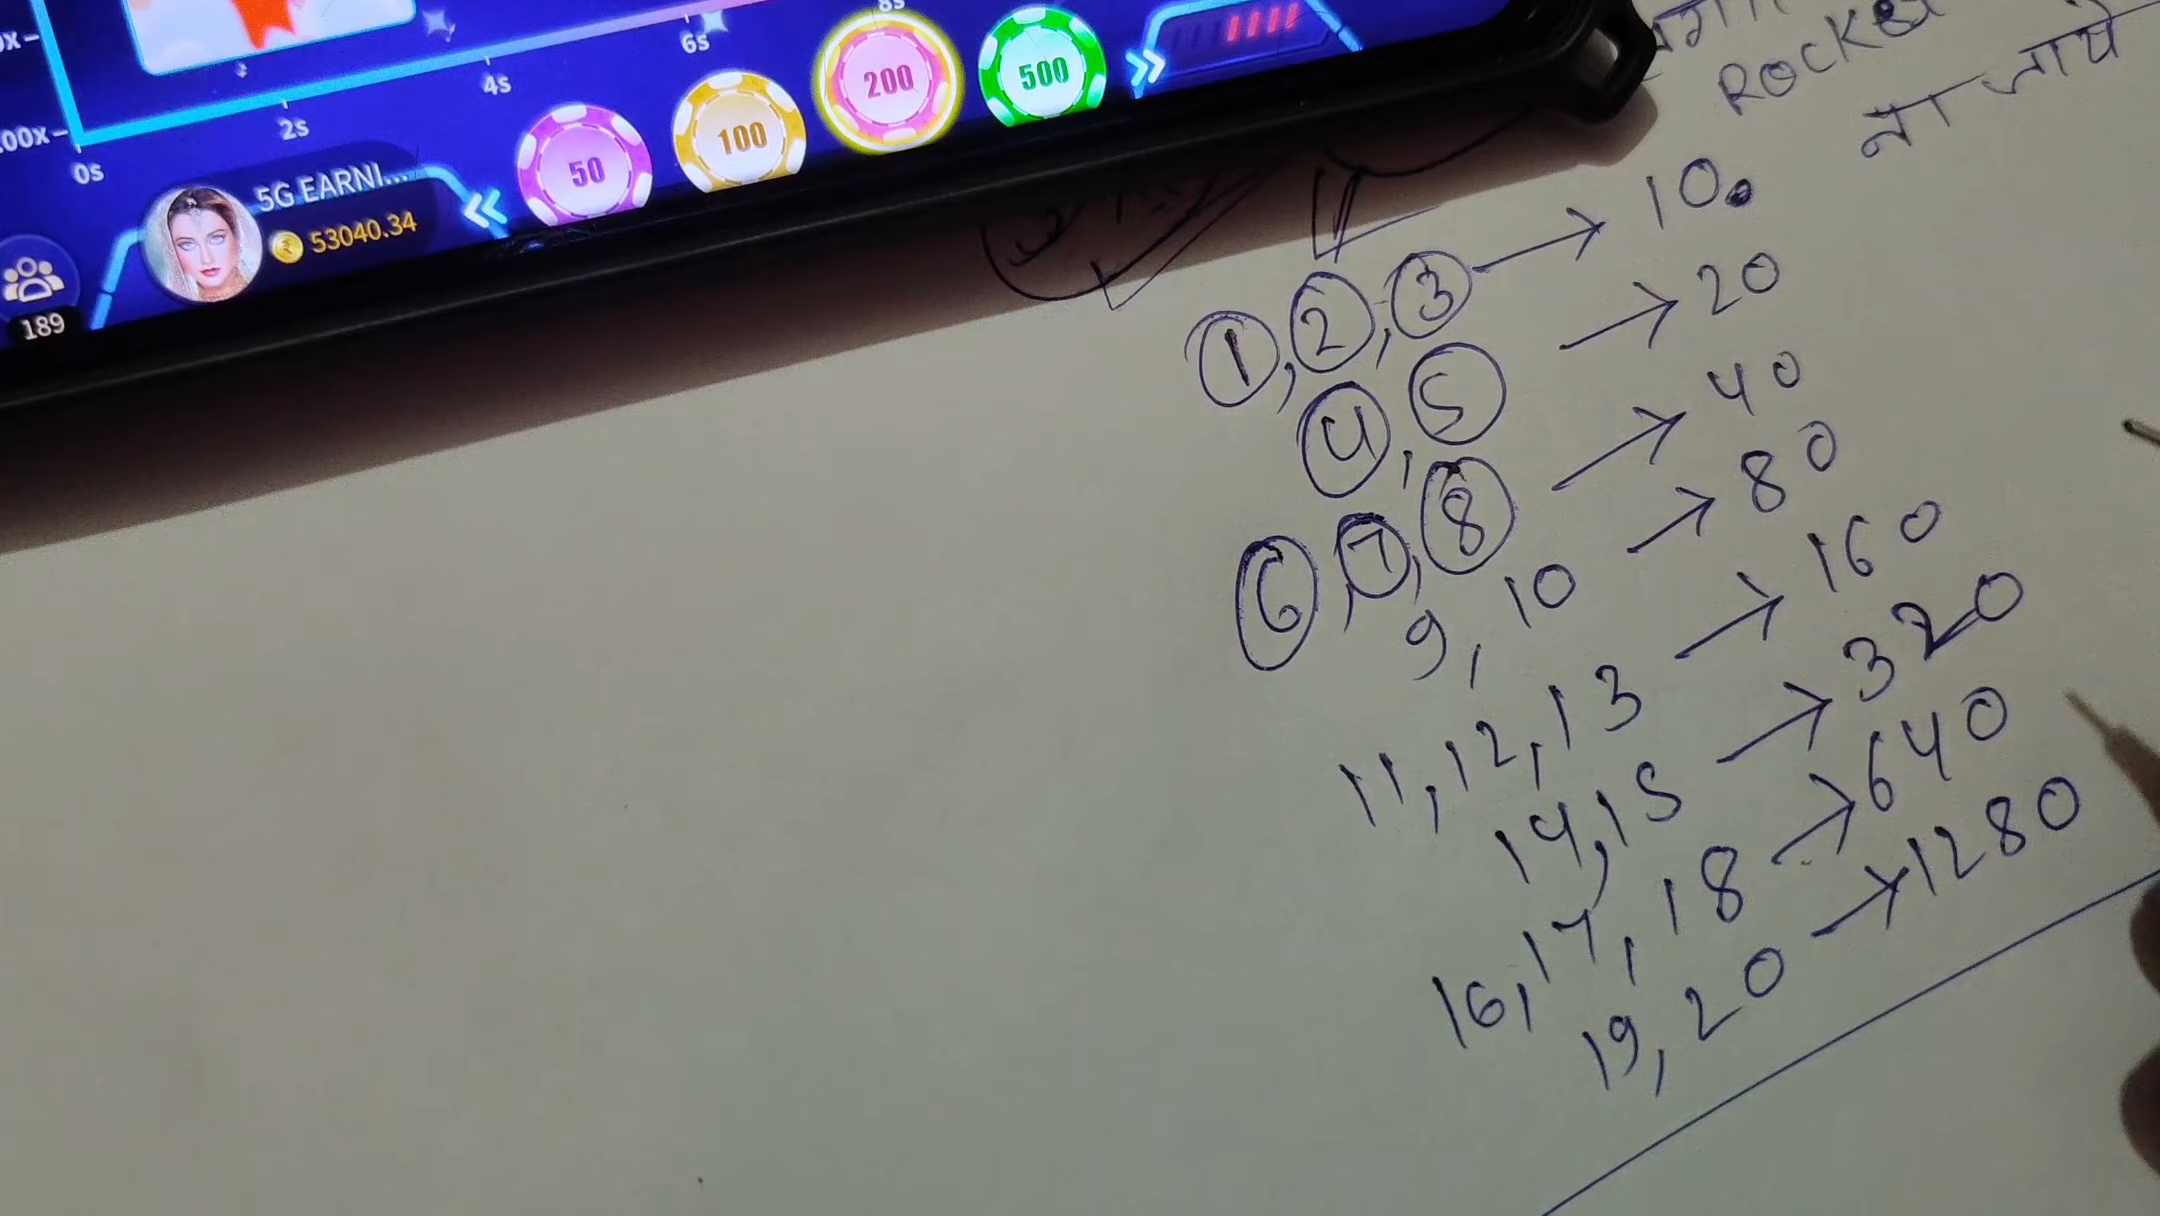 8s
6s
4s
2s
0s
00x
50
100
200
500
5G EARNI...
53040.34
189
ROCKET
ना जाये
1, 2, 3 → 10
4, 5 → 20
6, 7, 8 → 40
9, 10 → 80
11, 12, 13 → 160
14, 15 → 320
16, 17, 18 → 640
19, 20 → 1280